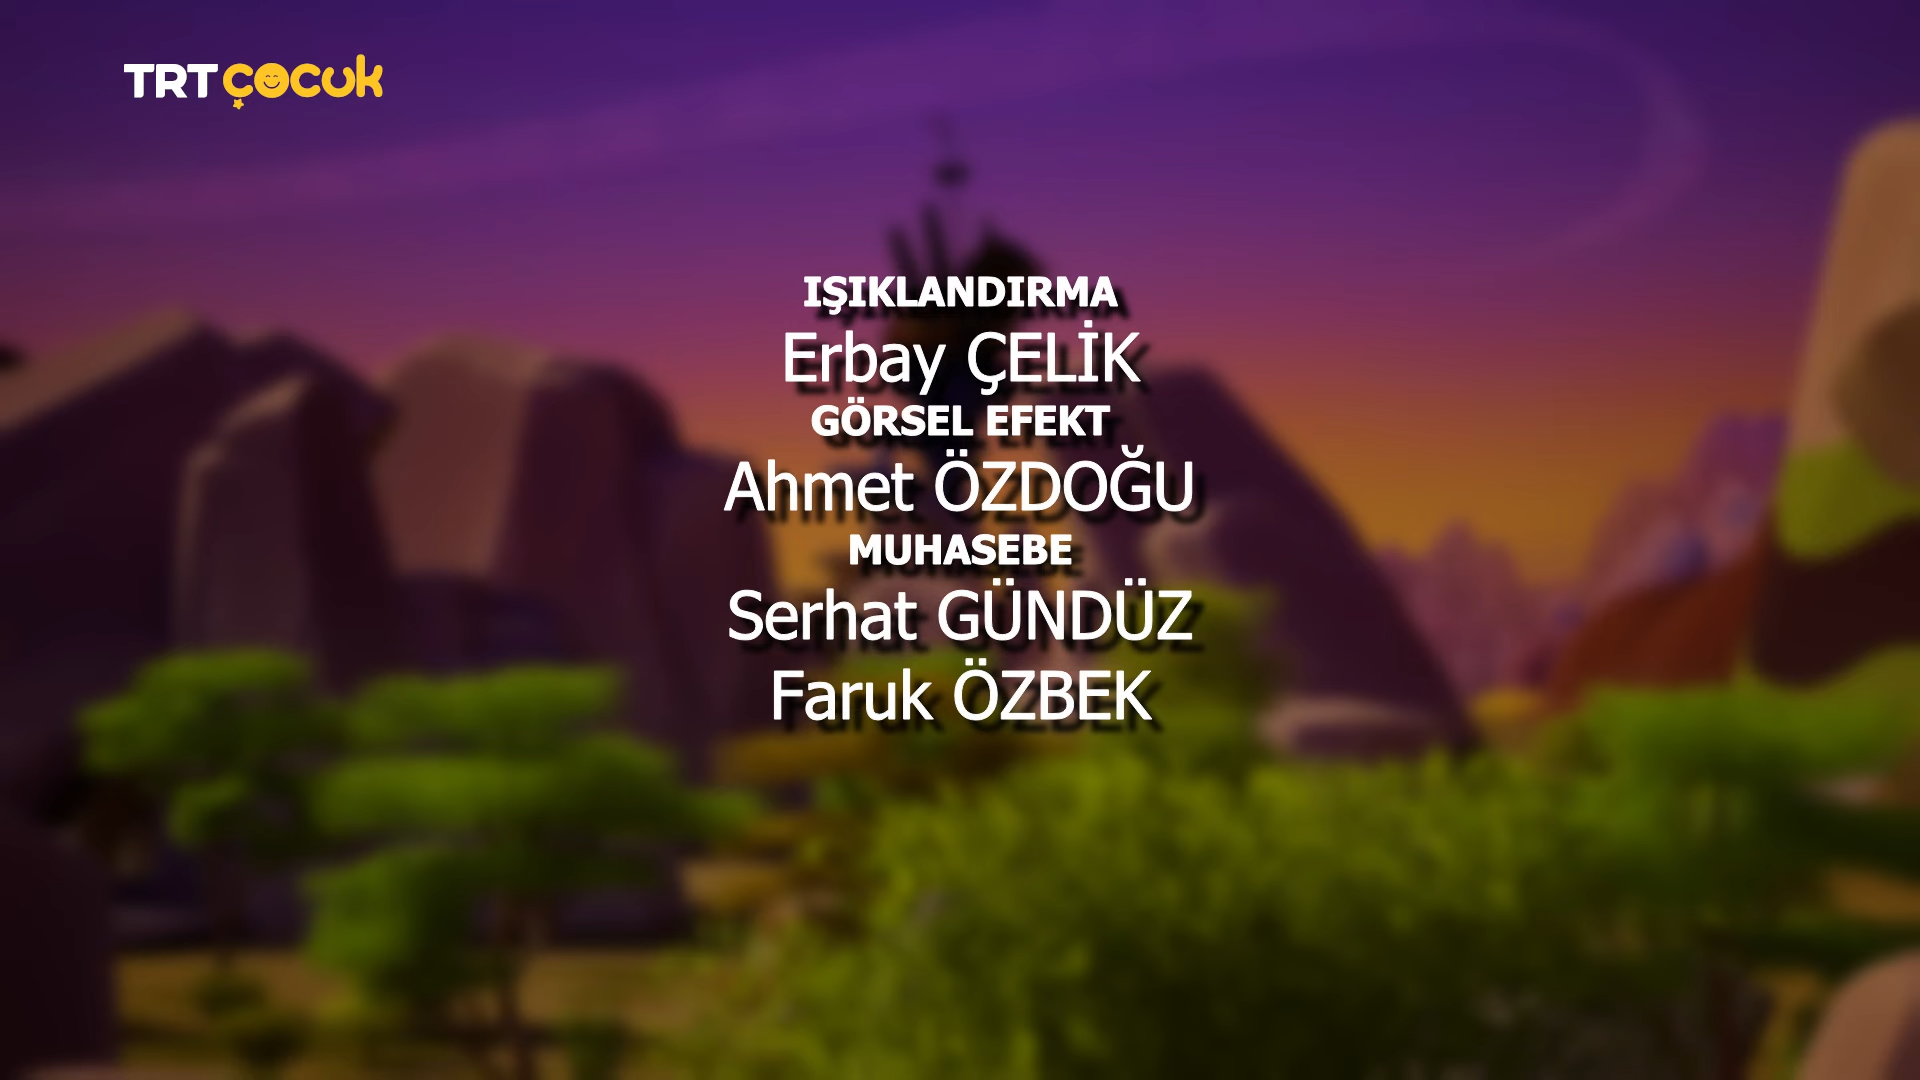 TRT çocuk
IŞIKLANDIRMA
Erbay ÇELİK
GÖRSEL EFEKT
Ahmet ÖZDOĞU
MUHASEBE
Serhat GÜNDÜZ
Faruk ÖZBEK